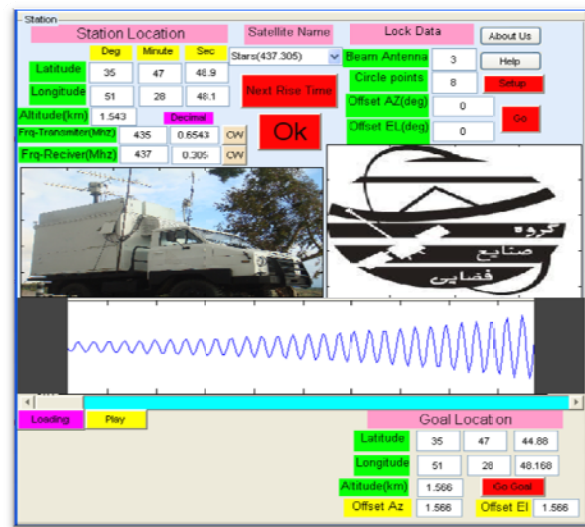 Station
Station Location
Satellite Name
Lock Data
About Us
Deg Minute Sec
Latitude 35 47 48.9
Stars(437.305)
Beam Antenna 3
Help
Longitude 51 28 48.1
Next Rise Time
Circle points 8
Setup
Altitude(km) 1.543
Decimal
Offset AZ(deg) 0
Go
Frq-Transmiter(Mhz) 435 0.6543 CW
Ok
Offset EL(deg) 0
Frq-Reciver(Mhz) 437 0.305 CW
گروه
صنایع
فضایی
Loading Play
Goal Location
Latitude 35 47 44.88
Longitude 51 28 48.168
Altitude(km) 1.566 Go Goal
Offset Az 1.566 Offset El 1.566